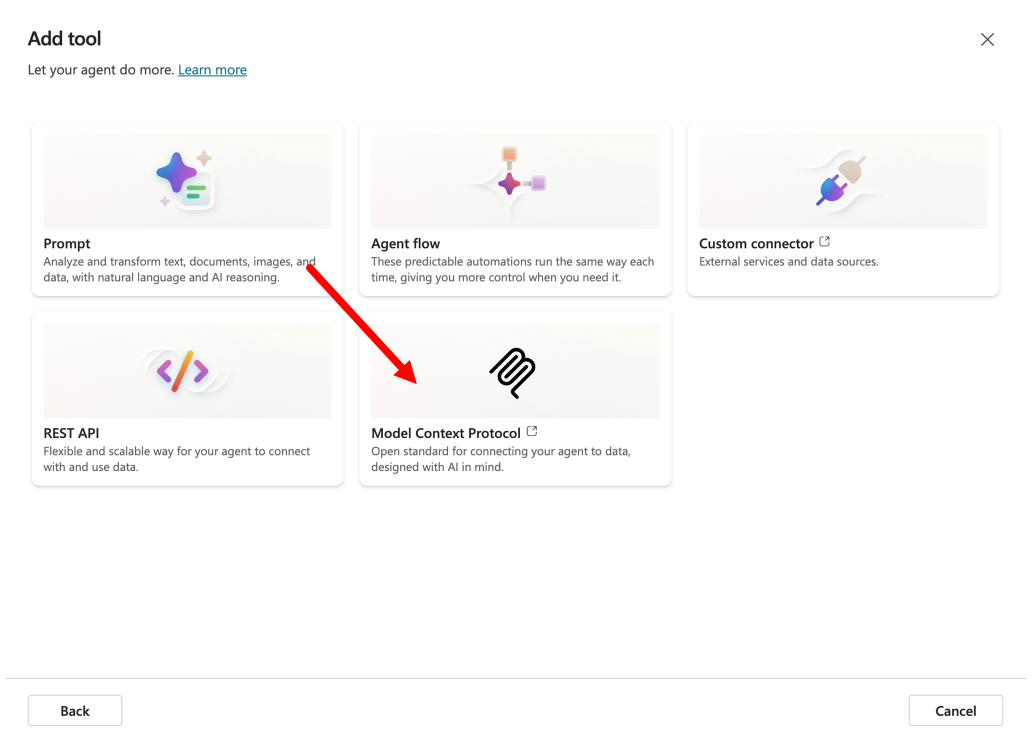 Add tool
Let your agent do more. Learn more
Prompt
Analyze and transform text, documents, images, and
data, with natural language and AI reasoning.
Agent flow
These predictable automations run the same way each
time, giving you more control when you need it.
Custom connector
External services and data sources.
REST API
Flexible and scalable way for your agent to connect
with and use data.
Model Context Protocol
Open standard for connecting your agent to data,
designed with AI in mind.
Back
Cancel